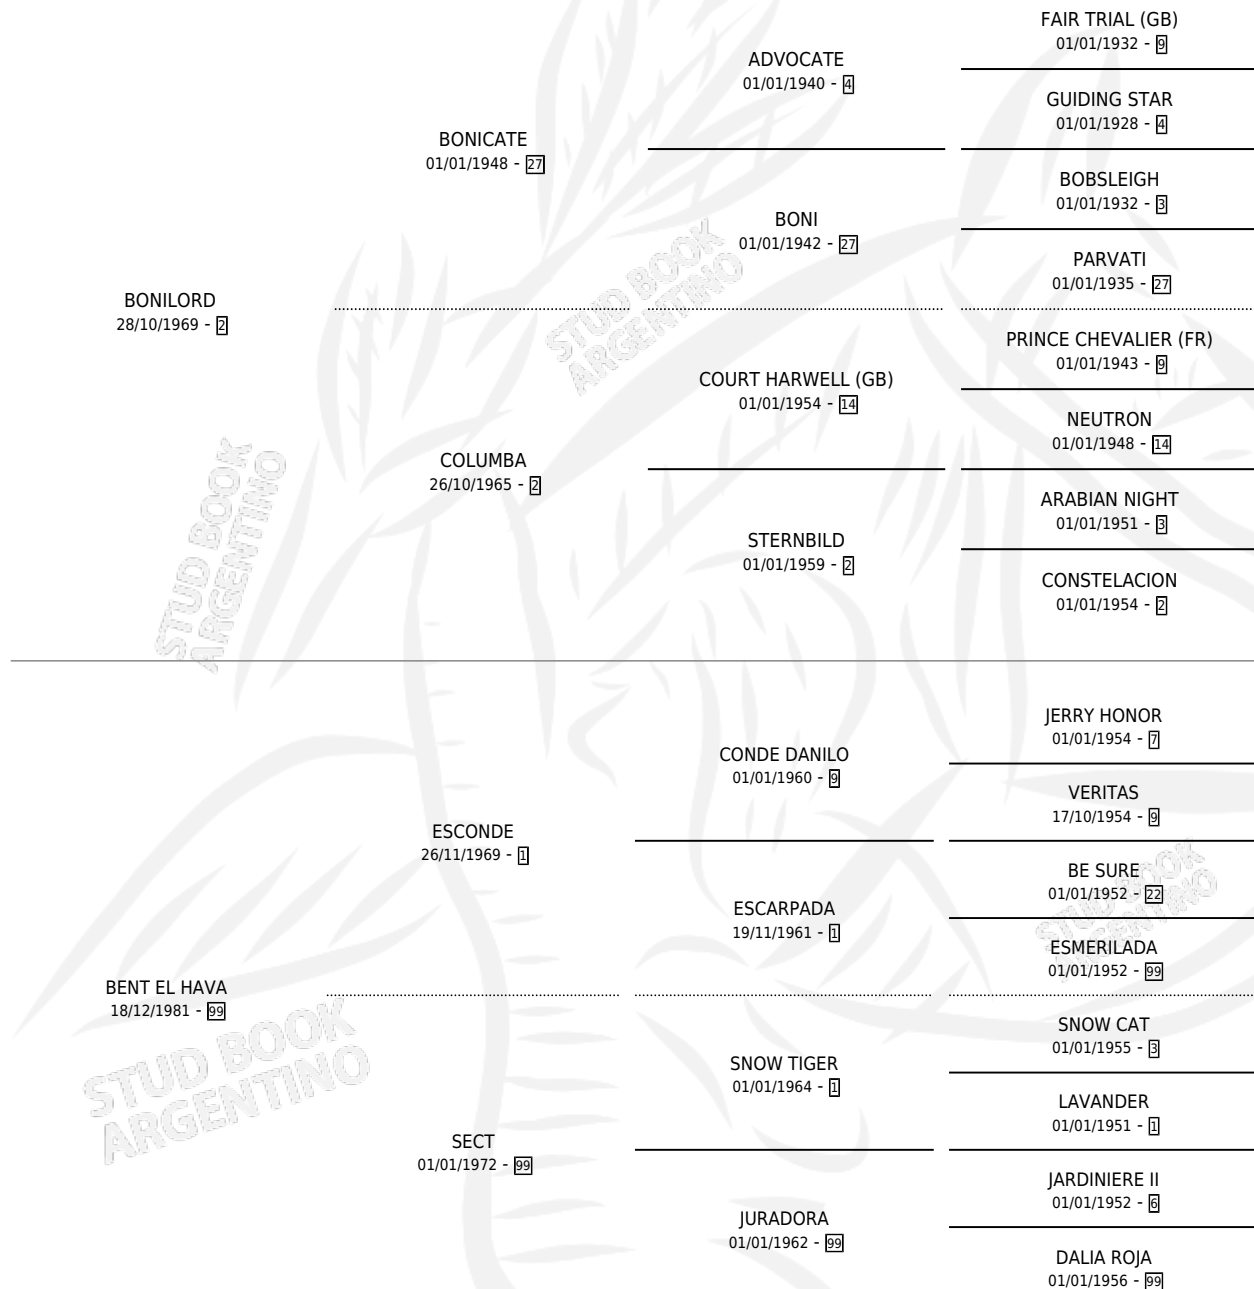 FAIR TRIAL (GB)
01/01/1932 - 9
ADVOCATE
01/01/1940 - 4
GUIDING STAR
01/01/1928 - 4
BONICATE
01/01/1948 - 27
BOBSLEIGH
01/01/1932 - 3
BONI
01/01/1942 - 27
PARVATI
01/01/1935 - 27
BONILORD
28/10/1969 - 2
PRINCE CHEVALIER (FR)
01/01/1943 - 9
COURT HARWELL (GB)
01/01/1954 - 14
NEUTRON
01/01/1948 - 14
COLUMBA
26/10/1965 - 2
ARABIAN NIGHT
01/01/1951 - 3
STERNBILD
01/01/1959 - 2
CONSTELACION
01/01/1954 - 2
JERRY HONOR
01/01/1954 - 7
CONDE DANILO
01/01/1960 - 9
VERITAS
17/10/1954 - 9
ESCONDE
26/11/1969 - 1
BE SURE
01/01/1952 - 22
ESCARPADA
19/11/1961 - 1
ESMERILADA
01/01/1952 - 99
BENT EL HAVA
18/12/1981 - 99
SNOW CAT
01/01/1955 - 3
SNOW TIGER
01/01/1964 - 1
LAVANDER
01/01/1951 - 1
SECT
01/01/1972 - 99
JARDINIERE II
01/01/1952 - 6
JURADORA
01/01/1962 - 99
DALIA ROJA
01/01/1956 - 99
STUD BOOK
ARGENTINO
STUD BOOK
ARGENTINO
STUD BOOK
ARGENTINO
STUD BOOK
ARGENTINO